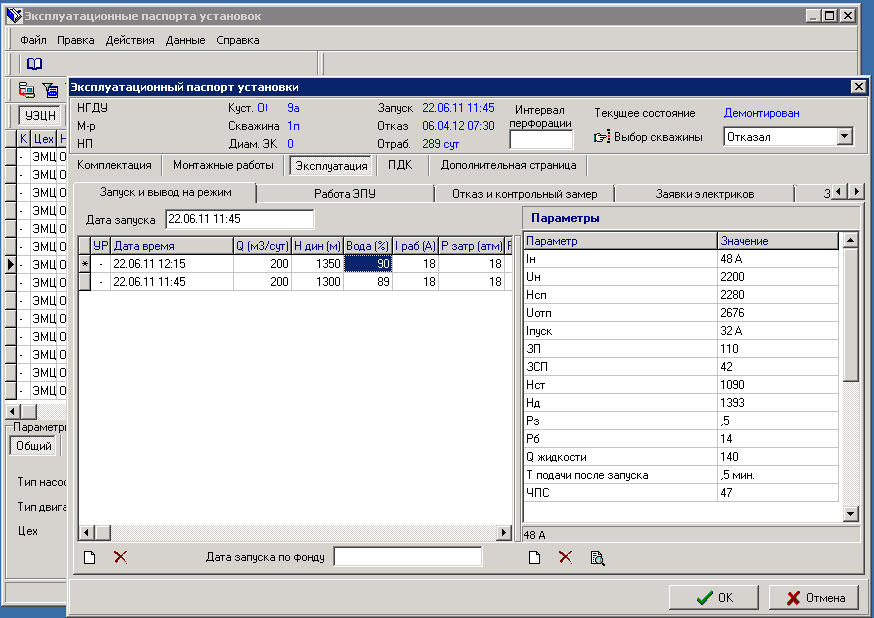 Эксплуатационные паспорта установок
Файл Правка Действия Данные Справка
УЭЦН
К Цех Н
- ЭМЦ О
- ЭМЦ О
- ЭМЦ О
- ЭМЦ О
- ЭМЦ О
- ЭМЦ О
- ЭМЦ О
- ЭМЦ О
- ЭМЦ О
- ЭМЦ О
- ЭМЦ О
- ЭМЦ О
- ЭМЦ О
- ЭМЦ О
Параметры
Общий
Тип насос
Тип двига
Цех
Эксплуатационный паспорт установки
НГДУ Куст. 9а Запуск 22.06.11 11:45 Интервал перфорации Текущее состояние Демонтирован
М-р Скважина 1п Отказ 06.04.12 07:30 Выбор скважины Отказал
НП Диам. ЭК 0 Отраб. 289 сут
Комплектация Монтажные работы Эксплуатация ПДК Дополнительная страница
Запуск и вывод на режим Работа ЭПУ Отказ и контрольный замер Заявки электриков З
Дата запуска 22.06.11 11:45
УР Дата время Q (м3/сут) Н дин (м) Вода (%) I раб (А) Р затр (атм) Р
* - 22.06.11 12:15 200 1350 90 18 18
- 22.06.11 11:45 200 1300 89 18 18
Дата запуска по фонду
Параметры
Параметр Значение
Iн 48 А
Uн 2200
Нсп 2280
Uотп 2676
Iпуск 32 А
ЗП 110
ЗСП 42
Нст 1090
Нд 1393
Рз ,5
Рб 14
Q жидкости 140
Т подачи после запуска ,5 мин.
ЧПС 47
48 А
OK Отмена